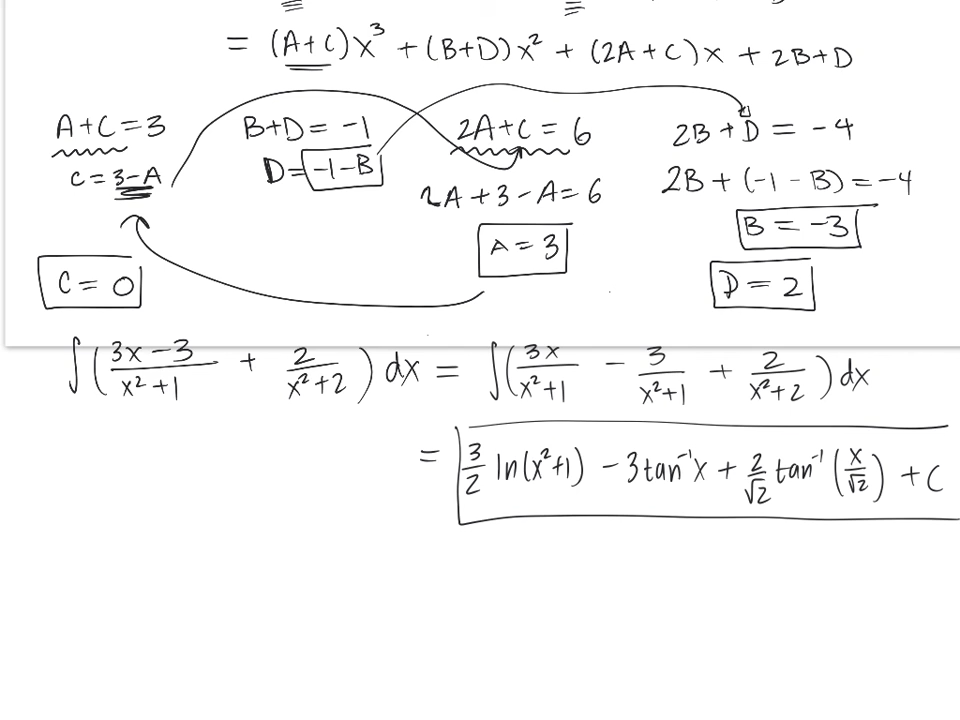 = (A+C)x³ + (B+D)x² + (2A+C)x + 2B+D
A+C=3 B+D= -1 2A+C = 6 2B+D = -4
C=3-A D= -1-B 2A+3-A=6 2B+(-1-B)=-4
A=3 B=-3
C=0 D=2
∫((3x-3)/(x²+1) + 2/(x²+2)) dx = ∫(3x/(x²+1) - 3/(x²+1) + 2/(x²+2)) dx
= 3/2 ln(x²+1) - 3tan⁻¹x + 2/√2 tan⁻¹(x/√2) + C